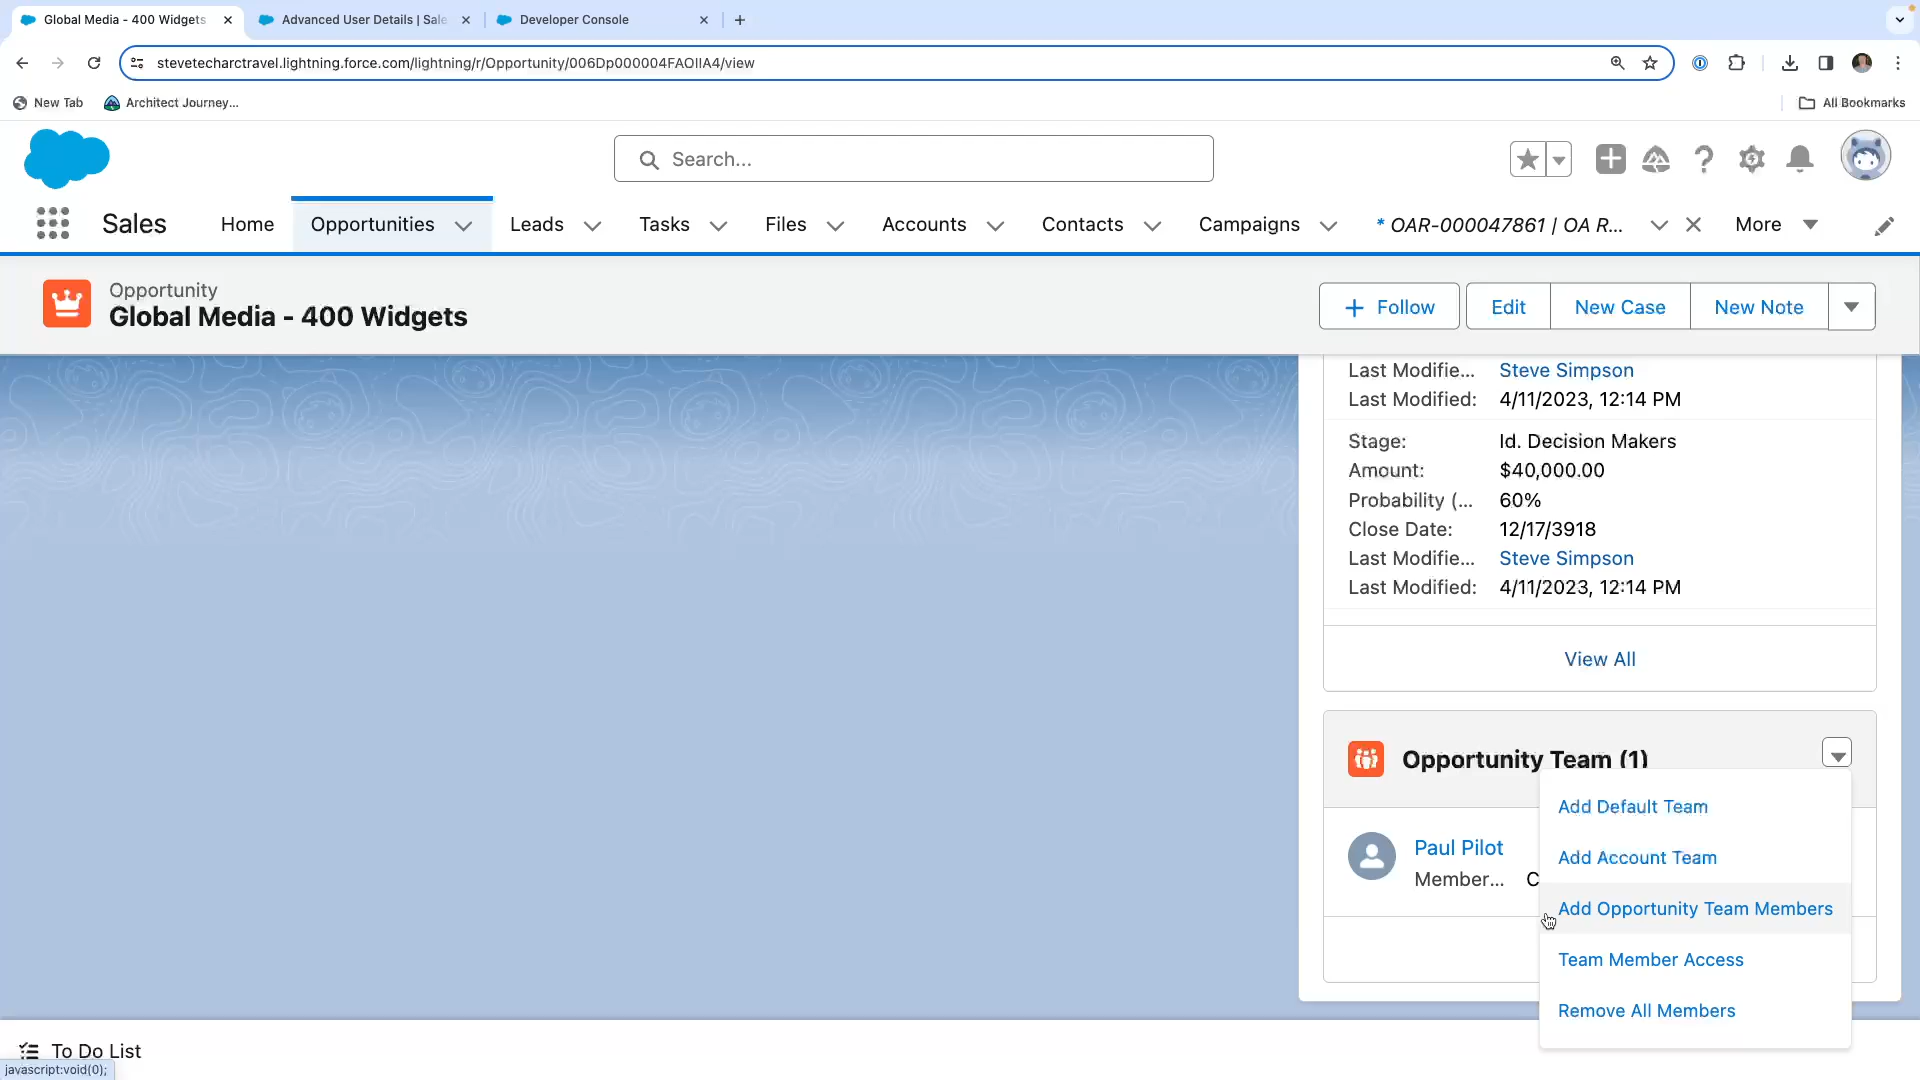 Global Media - 400 Widgets
Advanced User Details | Sale
Developer Console
stevetecharctravel.lightning.force.com/lightning/r/Opportunity/006Dp000004FAOIIA4/view
New Tab
Architect Journey...
All Bookmarks
Search...
Sales
Home
Opportunities
Leads
Tasks
Files
Accounts
Contacts
Campaigns
* OAR-000047861 | OA R...
More
Opportunity
Global Media - 400 Widgets
Follow
Edit
New Case
New Note
Last Modifie... Steve Simpson
Last Modified: 4/11/2023, 12:14 PM
Stage: Id. Decision Makers
Amount: $40,000.00
Probability (... 60%
Close Date: 12/17/3918
Last Modifie... Steve Simpson
Last Modified: 4/11/2023, 12:14 PM
View All
Opportunity Team (1)
Add Default Team
Paul Pilot
Add Account Team
Member... C
Add Opportunity Team Members
Team Member Access
Remove All Members
To Do List
javascript:void(0);